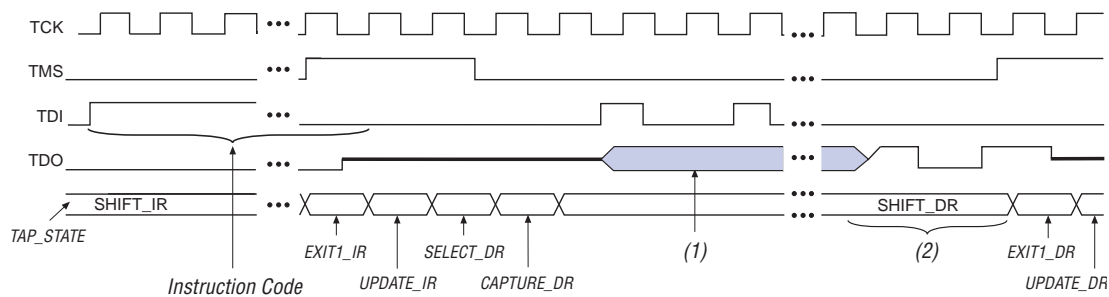 TCK
TMS
TDI
TDO
SHIFT_IR
SHIFT_DR
TAP_STATE
EXIT1_IR
SELECT_DR
(1)
(2)
EXIT1_DR
Instruction Code
UPDATE_IR
CAPTURE_DR
UPDATE_DR